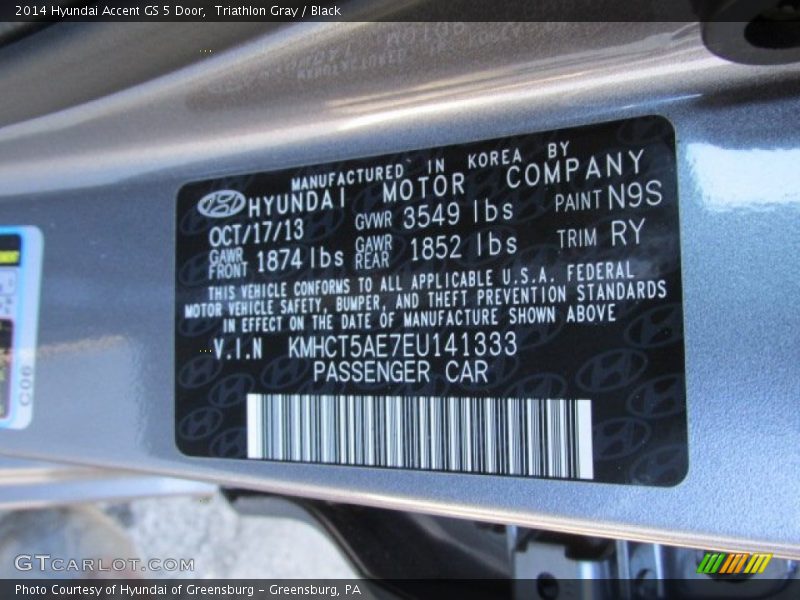 2014 Hyundai Accent GS 5 Door, Triathlon Gray / Black
MANUFACTURED IN KOREA BY
HYUNDAI MOTOR COMPANY
OCT/17/13 GVWR 3549 lbs PAINT N9S
GAWR FRONT 1874 lbs GAWR REAR 1852 lbs TRIM RY
THIS VEHICLE CONFORMS TO ALL APPLICABLE U.S.A. FEDERAL
MOTOR VEHICLE SAFETY, BUMPER, AND THEFT PREVENTION STANDARDS
IN EFFECT ON THE DATE OF MANUFACTURE SHOWN ABOVE
V.I.N KMHCT5AE7EU141333
PASSENGER CAR
C06
GTCarLot.com
Photo Courtesy of Hyundai of Greensburg - Greensburg, PA